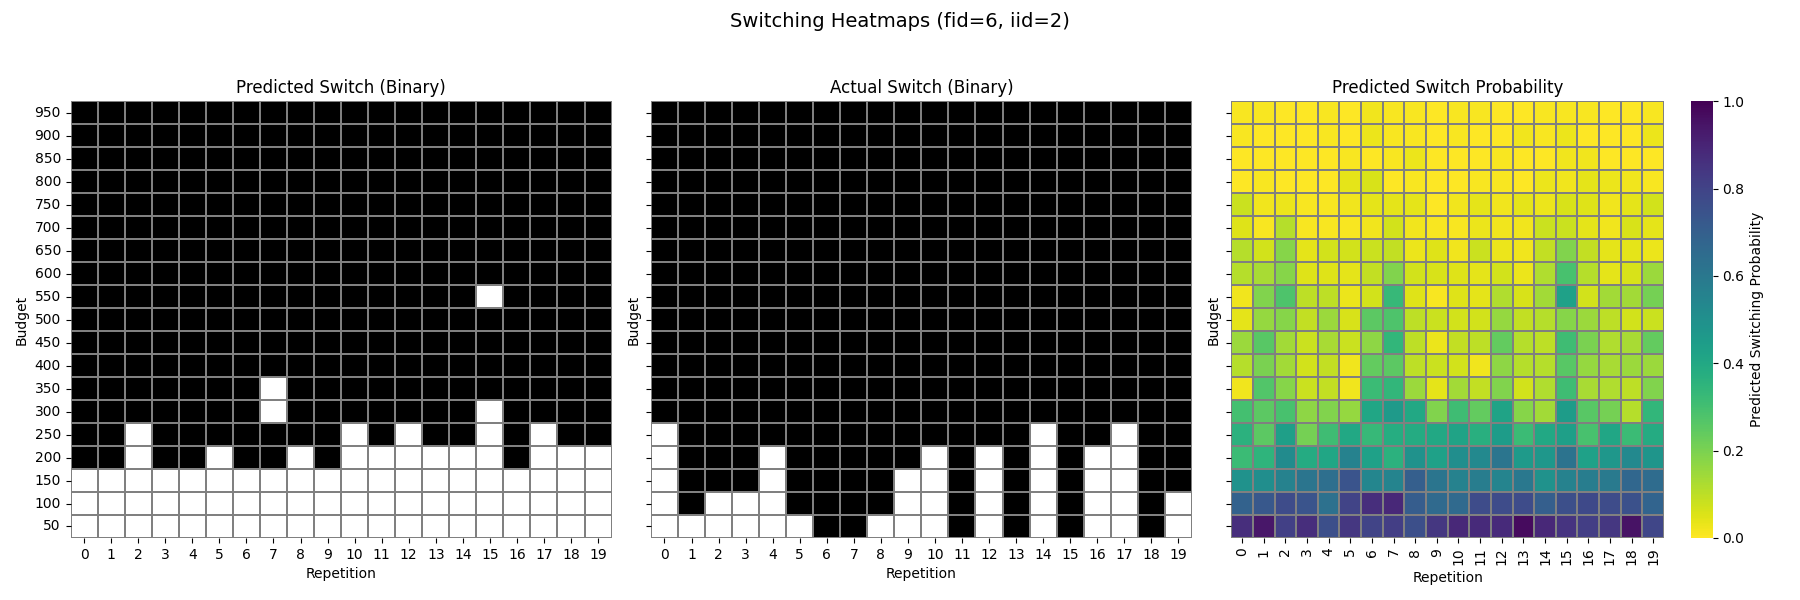 Switching Heatmaps (fid=6, iid=2)
Predicted Switch (Binary)
Budget
950
900
850
800
750
700
650
600
550
500
450
400
350
300
250
200
150
100
50
0 1 2 3 4 5 6 7 8 9 10 11 12 13 14 15 16 17 18 19
Repetition
Actual Switch (Binary)
Budget
0 1 2 3 4 5 6 7 8 9 10 11 12 13 14 15 16 17 18 19
Repetition
Predicted Switch Probability
Budget
0 1 2 3 4 5 6 7 8 9 10 11 12 13 14 15 16 17 18 19
Repetition
1.0
0.8
0.6
0.4
0.2
0.0
Predicted Switching Probability